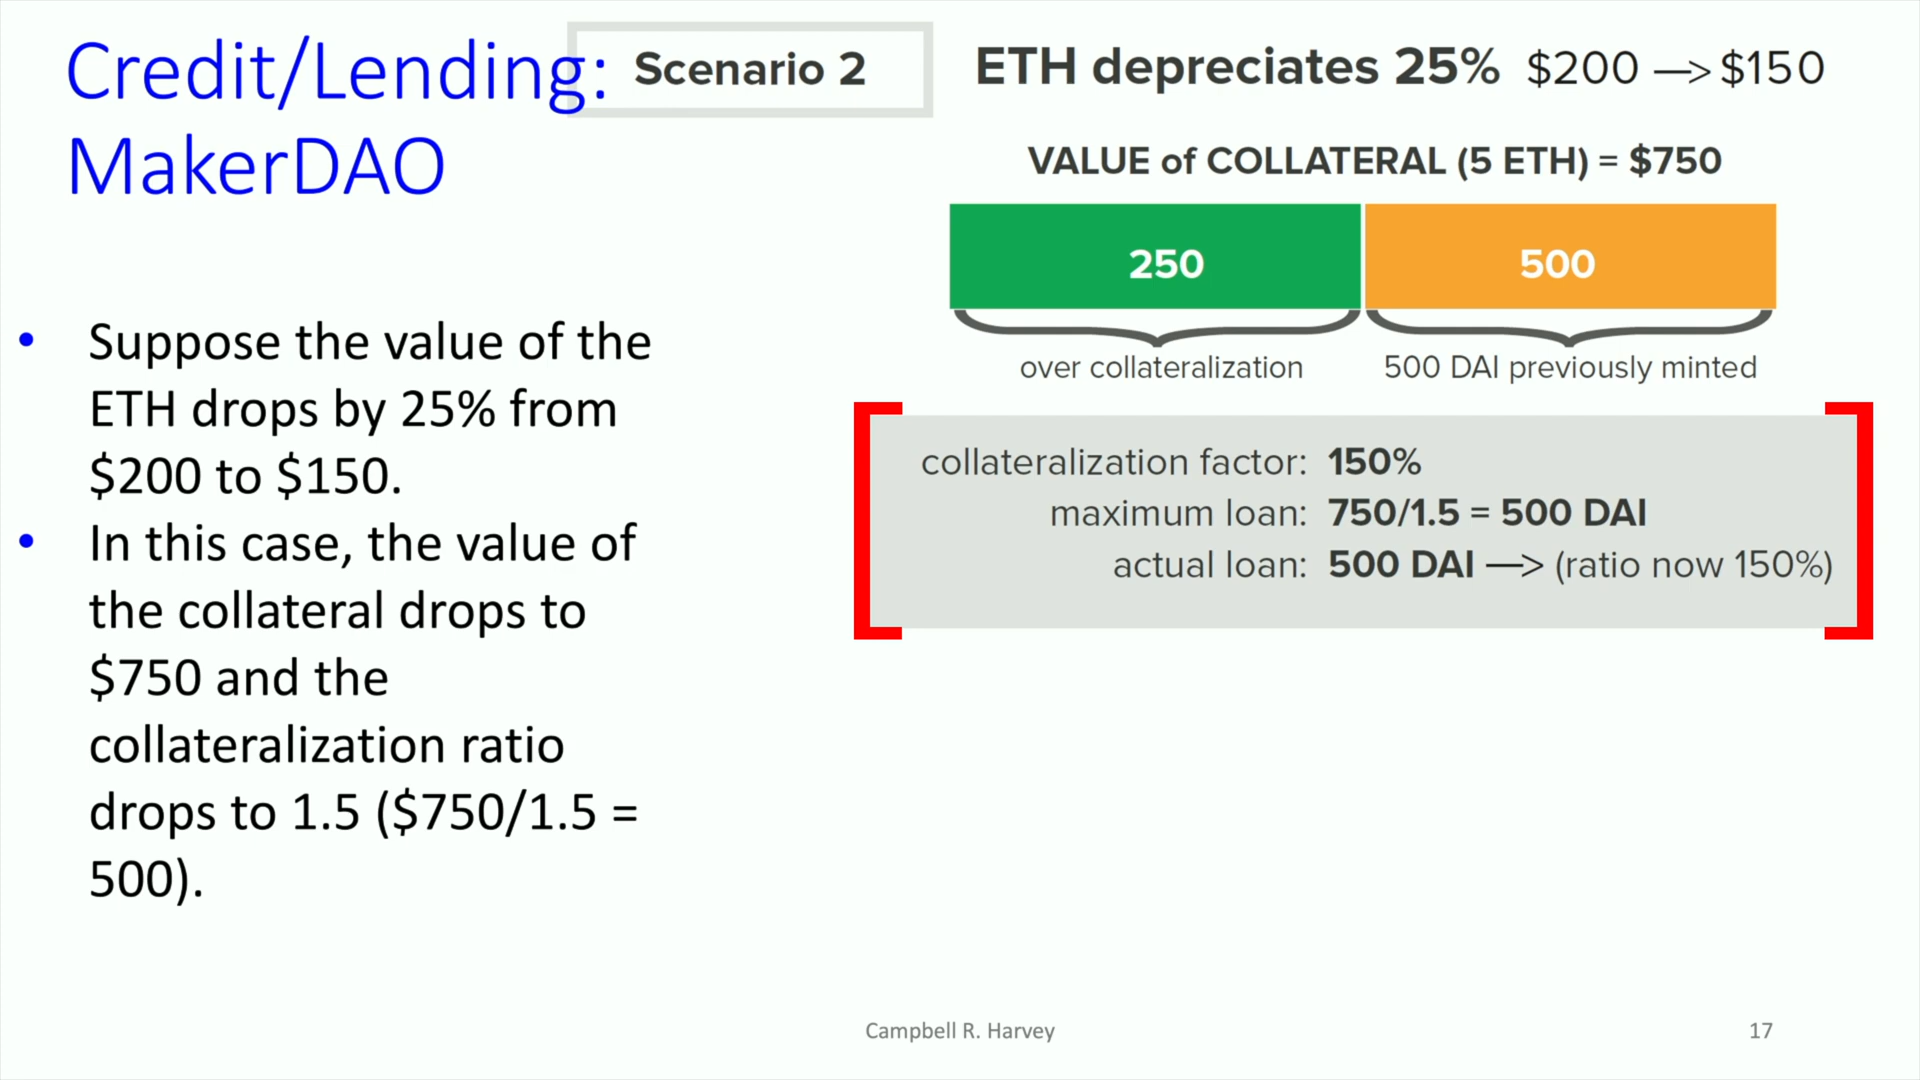 Credit/Lending:
MakerDAO
Scenario 2
ETH depreciates 25% $200 —> $150
VALUE of COLLATERAL (5 ETH) = $750
250
500
over collateralization
500 DAI previously minted
collateralization factor: 150%
maximum loan: 750/1.5 = 500 DAI
actual loan: 500 DAI —> (ratio now 150%)
• Suppose the value of the
ETH drops by 25% from
$200 to $150.
• In this case, the value of
the collateral drops to
$750 and the
collateralization ratio
drops to 1.5 ($750/1.5 =
500).
Campbell R. Harvey
17